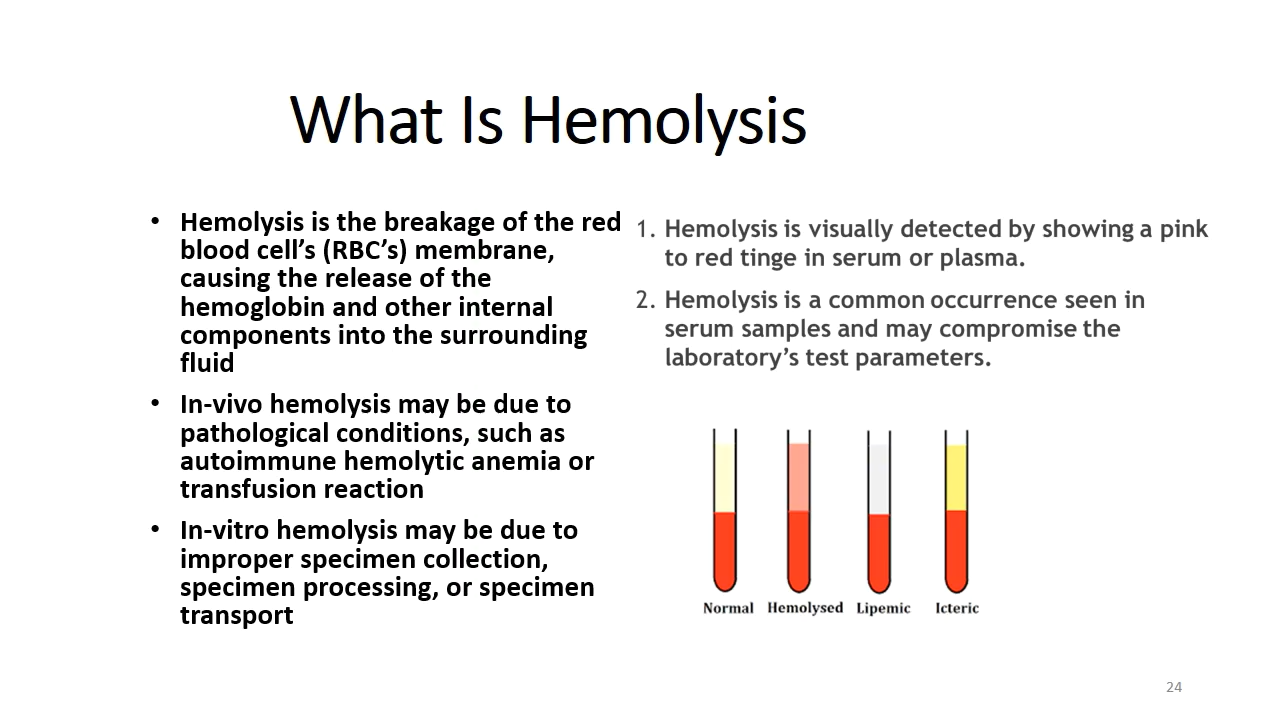 What Is Hemolysis
• Hemolysis is the breakage of the red
blood cell’s (RBC’s) membrane,
causing the release of the
hemoglobin and other internal
components into the surrounding
fluid
• In-vivo hemolysis may be due to
pathological conditions, such as
autoimmune hemolytic anemia or
transfusion reaction
• In-vitro hemolysis may be due to
improper specimen collection,
specimen processing, or specimen
transport
1. Hemolysis is visually detected by showing a pink
to red tinge in serum or plasma.
2. Hemolysis is a common occurrence seen in
serum samples and may compromise the
laboratory’s test parameters.
Normal Hemolysed Lipemic Icteric
24